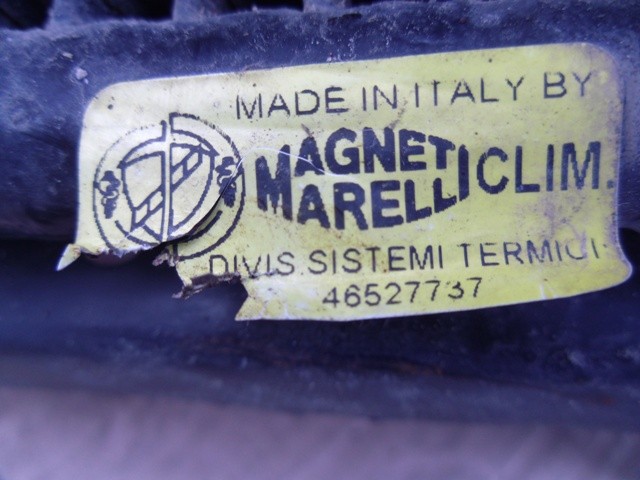 MADE IN ITALY BY
MAGNETI MARELLI CLIM.
DIVIS. SISTEMI TERMICI
46527737